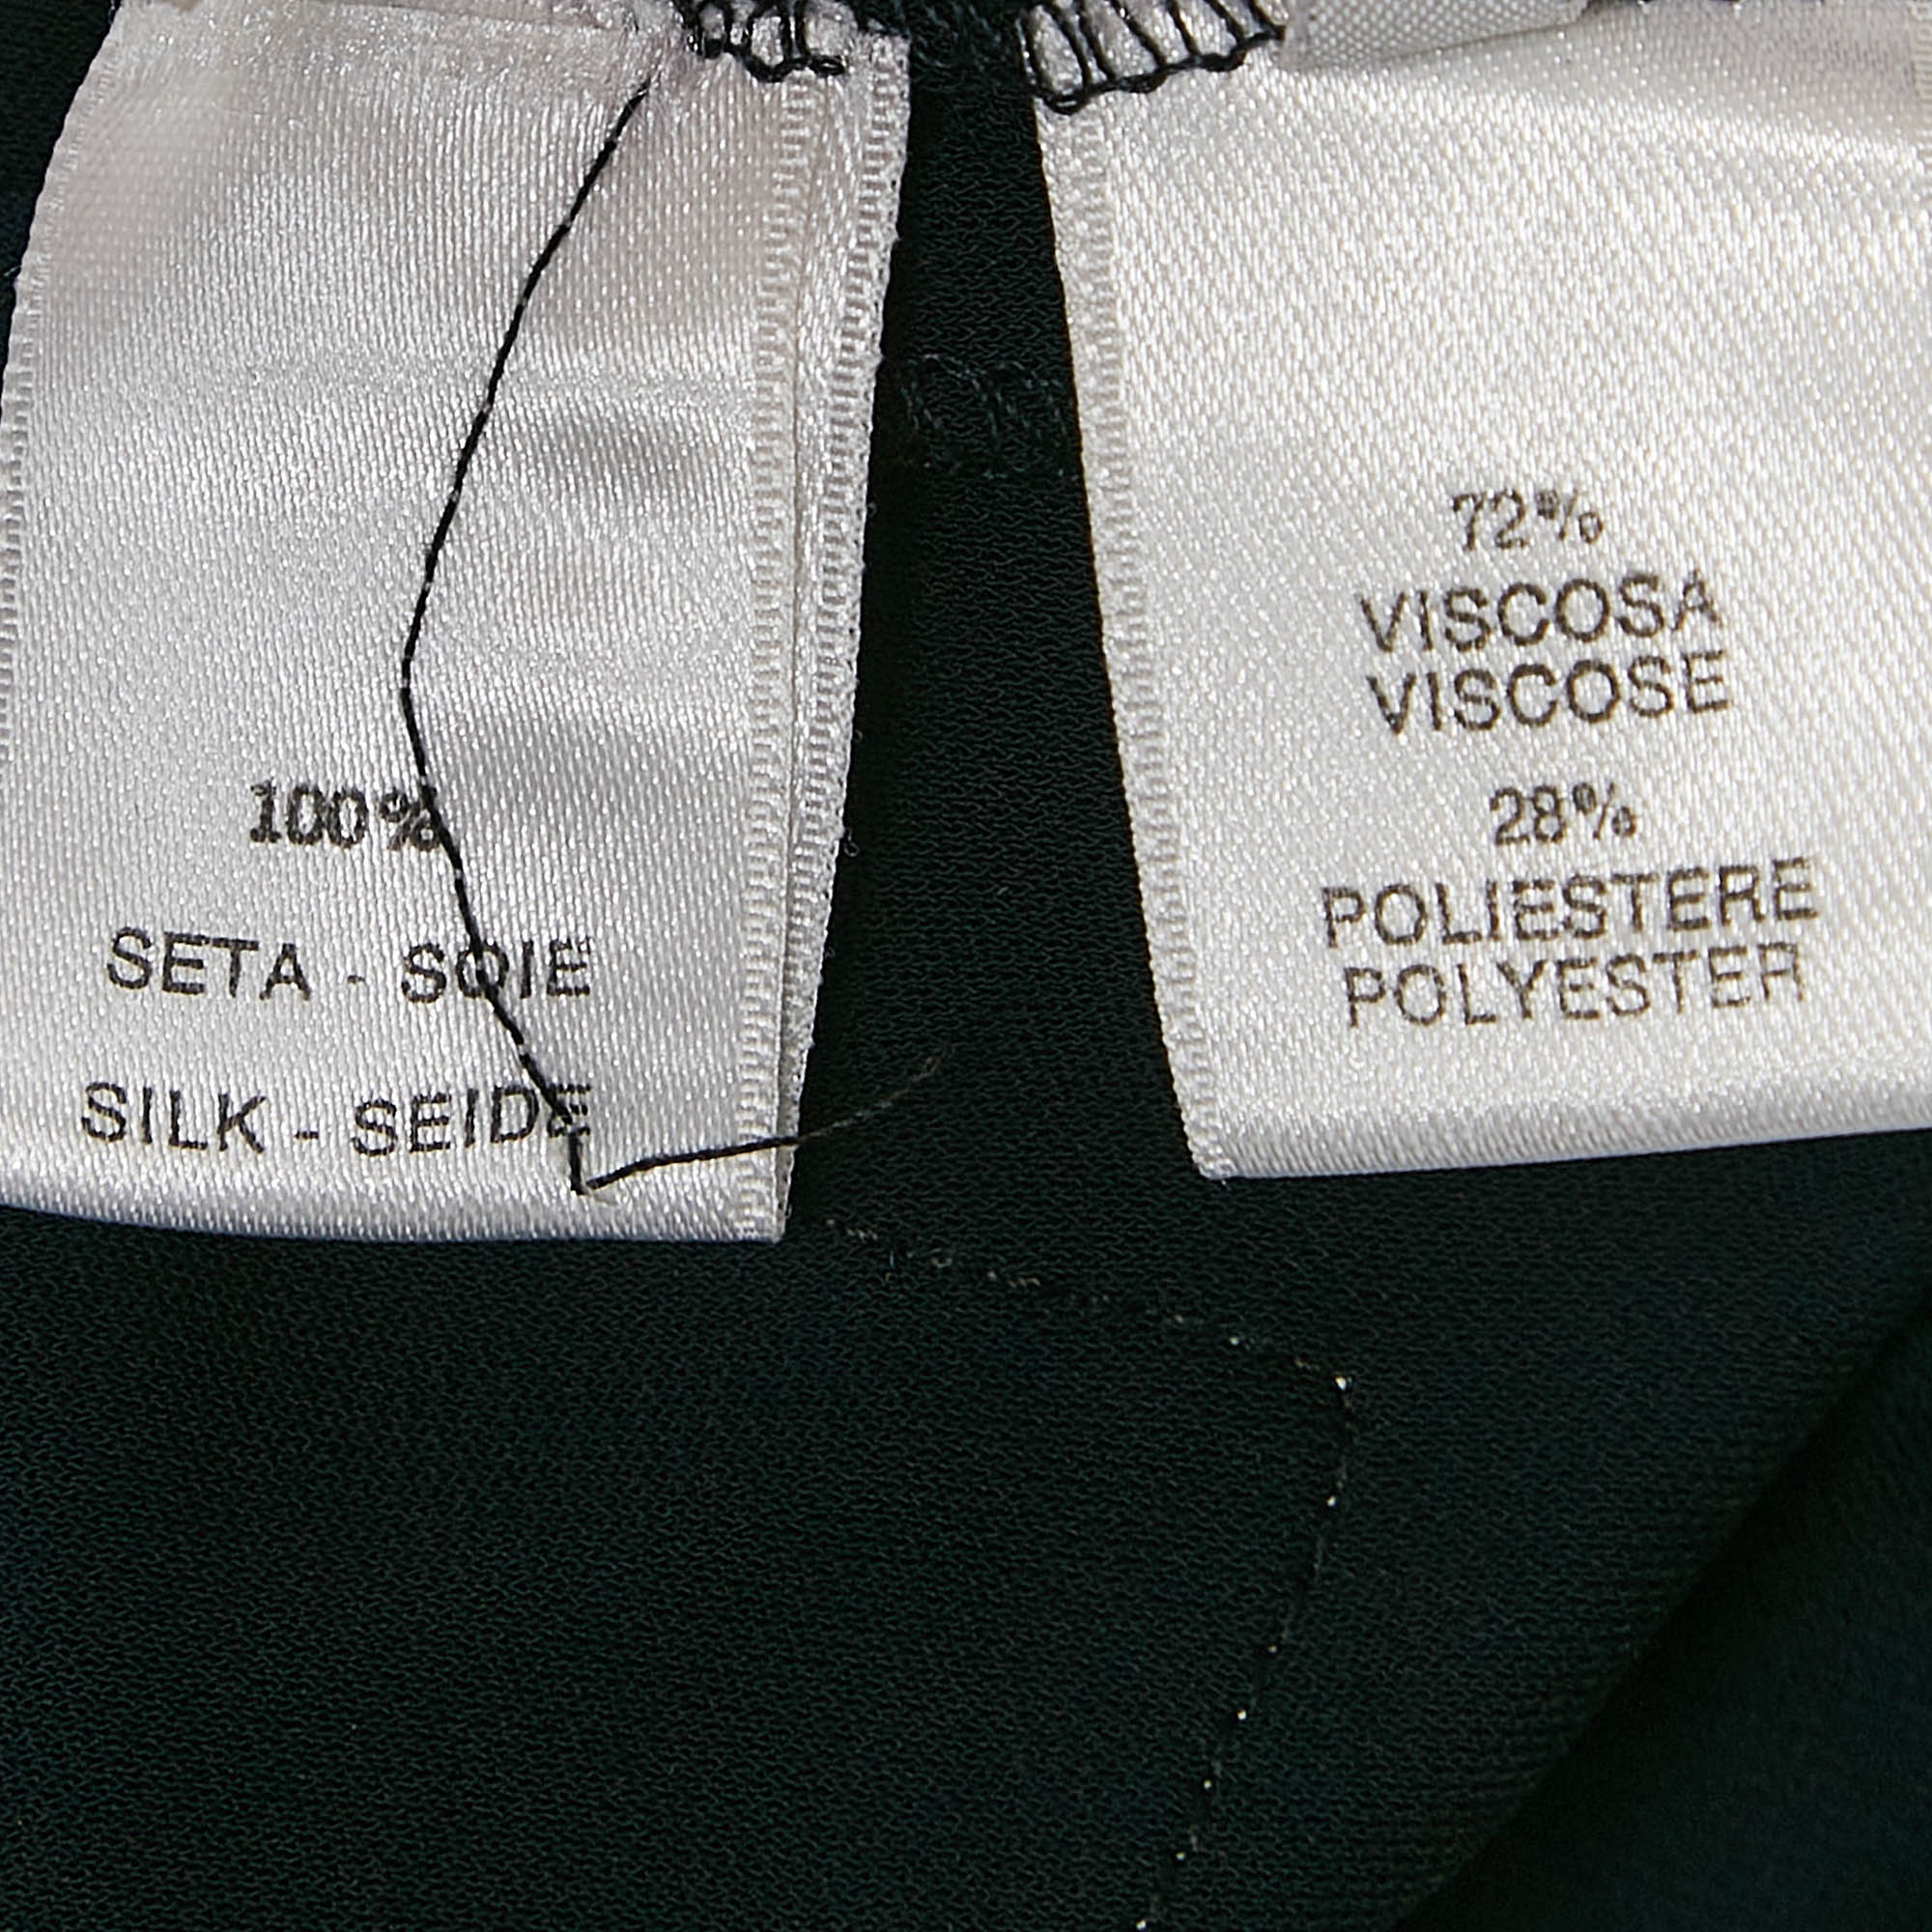 100%
SETA - SOIE
SILK - SEIDE
72%
VISCOSA
VISCOSE
28%
POLIESTERE
POLYESTER